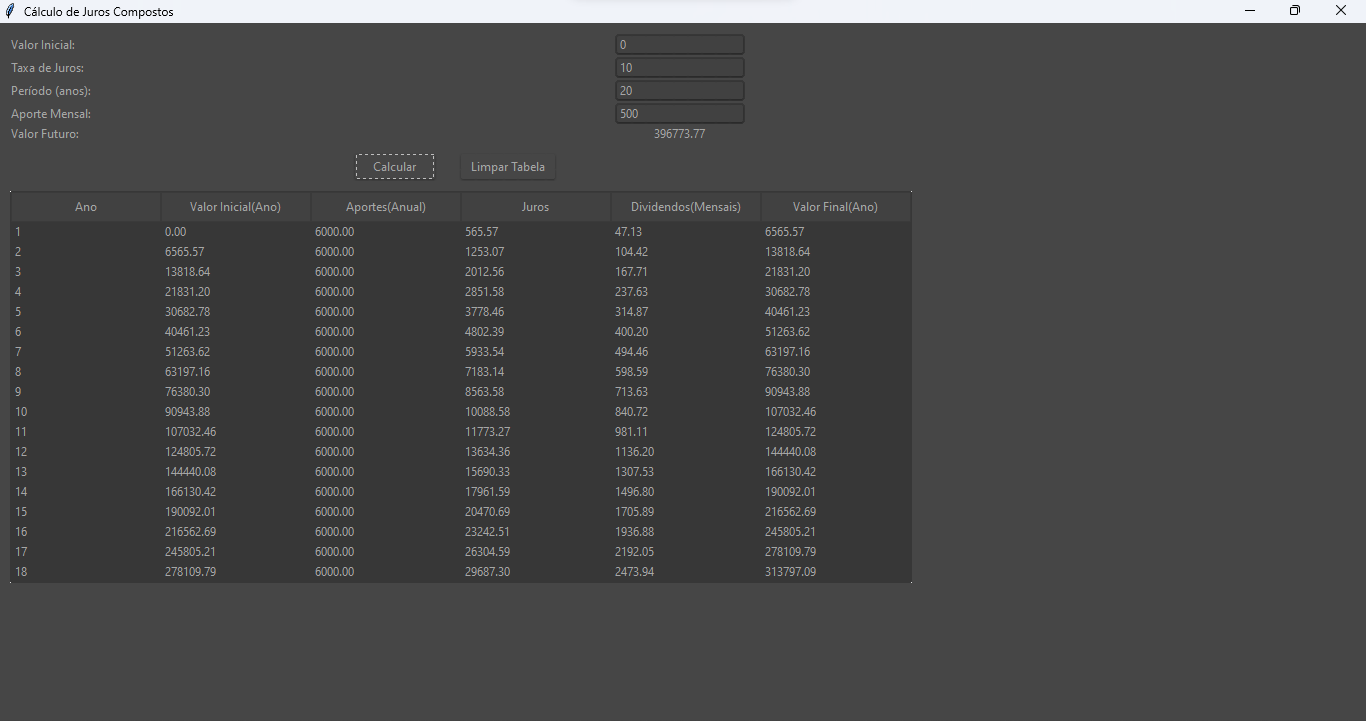 Cálculo de Juros Compostos
Valor Inicial: 0
Taxa de Juros: 10
Período (anos): 20
Aporte Mensal: 500
Valor Futuro: 396773.77
Calcular Limpar Tabela
Ano Valor Inicial(Ano) Aportes(Anual) Juros Dividendos(Mensais) Valor Final(Ano)
1 0.00 6000.00 565.57 47.13 6565.57
2 6565.57 6000.00 1253.07 104.42 13818.64
3 13818.64 6000.00 2012.56 167.71 21831.20
4 21831.20 6000.00 2851.58 237.63 30682.78
5 30682.78 6000.00 3778.46 314.87 40461.23
6 40461.23 6000.00 4802.39 400.20 51263.62
7 51263.62 6000.00 5933.54 494.46 63197.16
8 63197.16 6000.00 7183.14 598.59 76380.30
9 76380.30 6000.00 8563.58 713.63 90943.88
10 90943.88 6000.00 10088.58 840.72 107032.46
11 107032.46 6000.00 11773.27 981.11 124805.72
12 124805.72 6000.00 13634.36 1136.20 144440.08
13 144440.08 6000.00 15690.33 1307.53 166130.42
14 166130.42 6000.00 17961.59 1496.80 190092.01
15 190092.01 6000.00 20470.69 1705.89 216562.69
16 216562.69 6000.00 23242.51 1936.88 245805.21
17 245805.21 6000.00 26304.59 2192.05 278109.79
18 278109.79 6000.00 29687.30 2473.94 313797.09